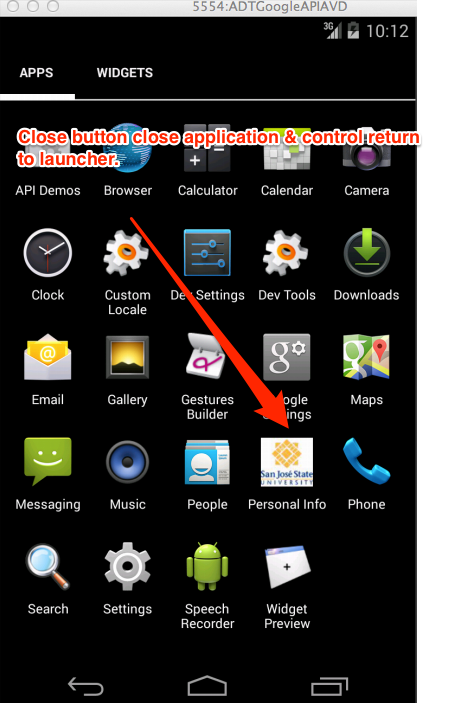 5554:ADTGoogleAPIAVD
3G 10:12
APPS WIDGETS
Close button close application & control return
to launcher.
API Demos Browser Calculator Calendar Camera
Clock Custom Locale Dev Settings Dev Tools Downloads
Email Gallery Gestures Builder Google Settings Maps
San José State
UNIVERSITY
Messaging Music People Personal Info Phone
Search Settings Speech Recorder Widget Preview